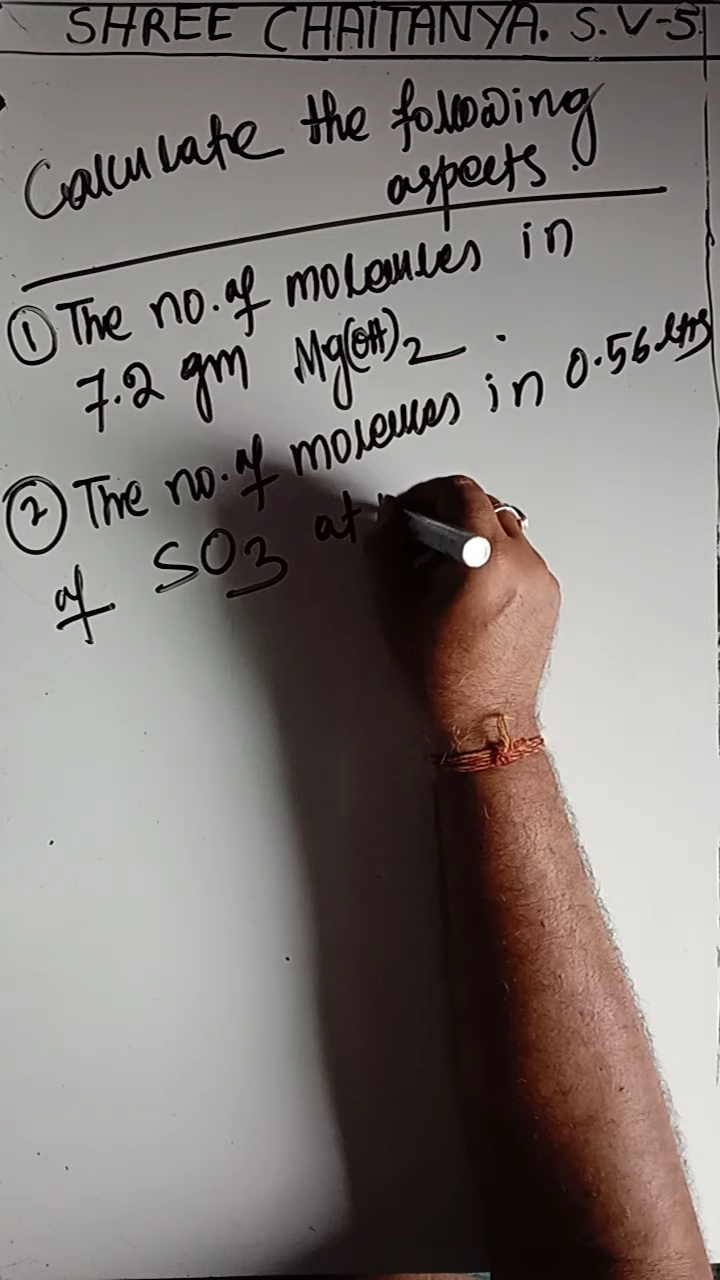 SHREE CHAITANYA. S. V-5
Calculate the following
aspects.
① The no. of molecules in
7.2 gm Mg(OH)2.
② The no. of molecules in 0.56 ltrs
of SO3 at